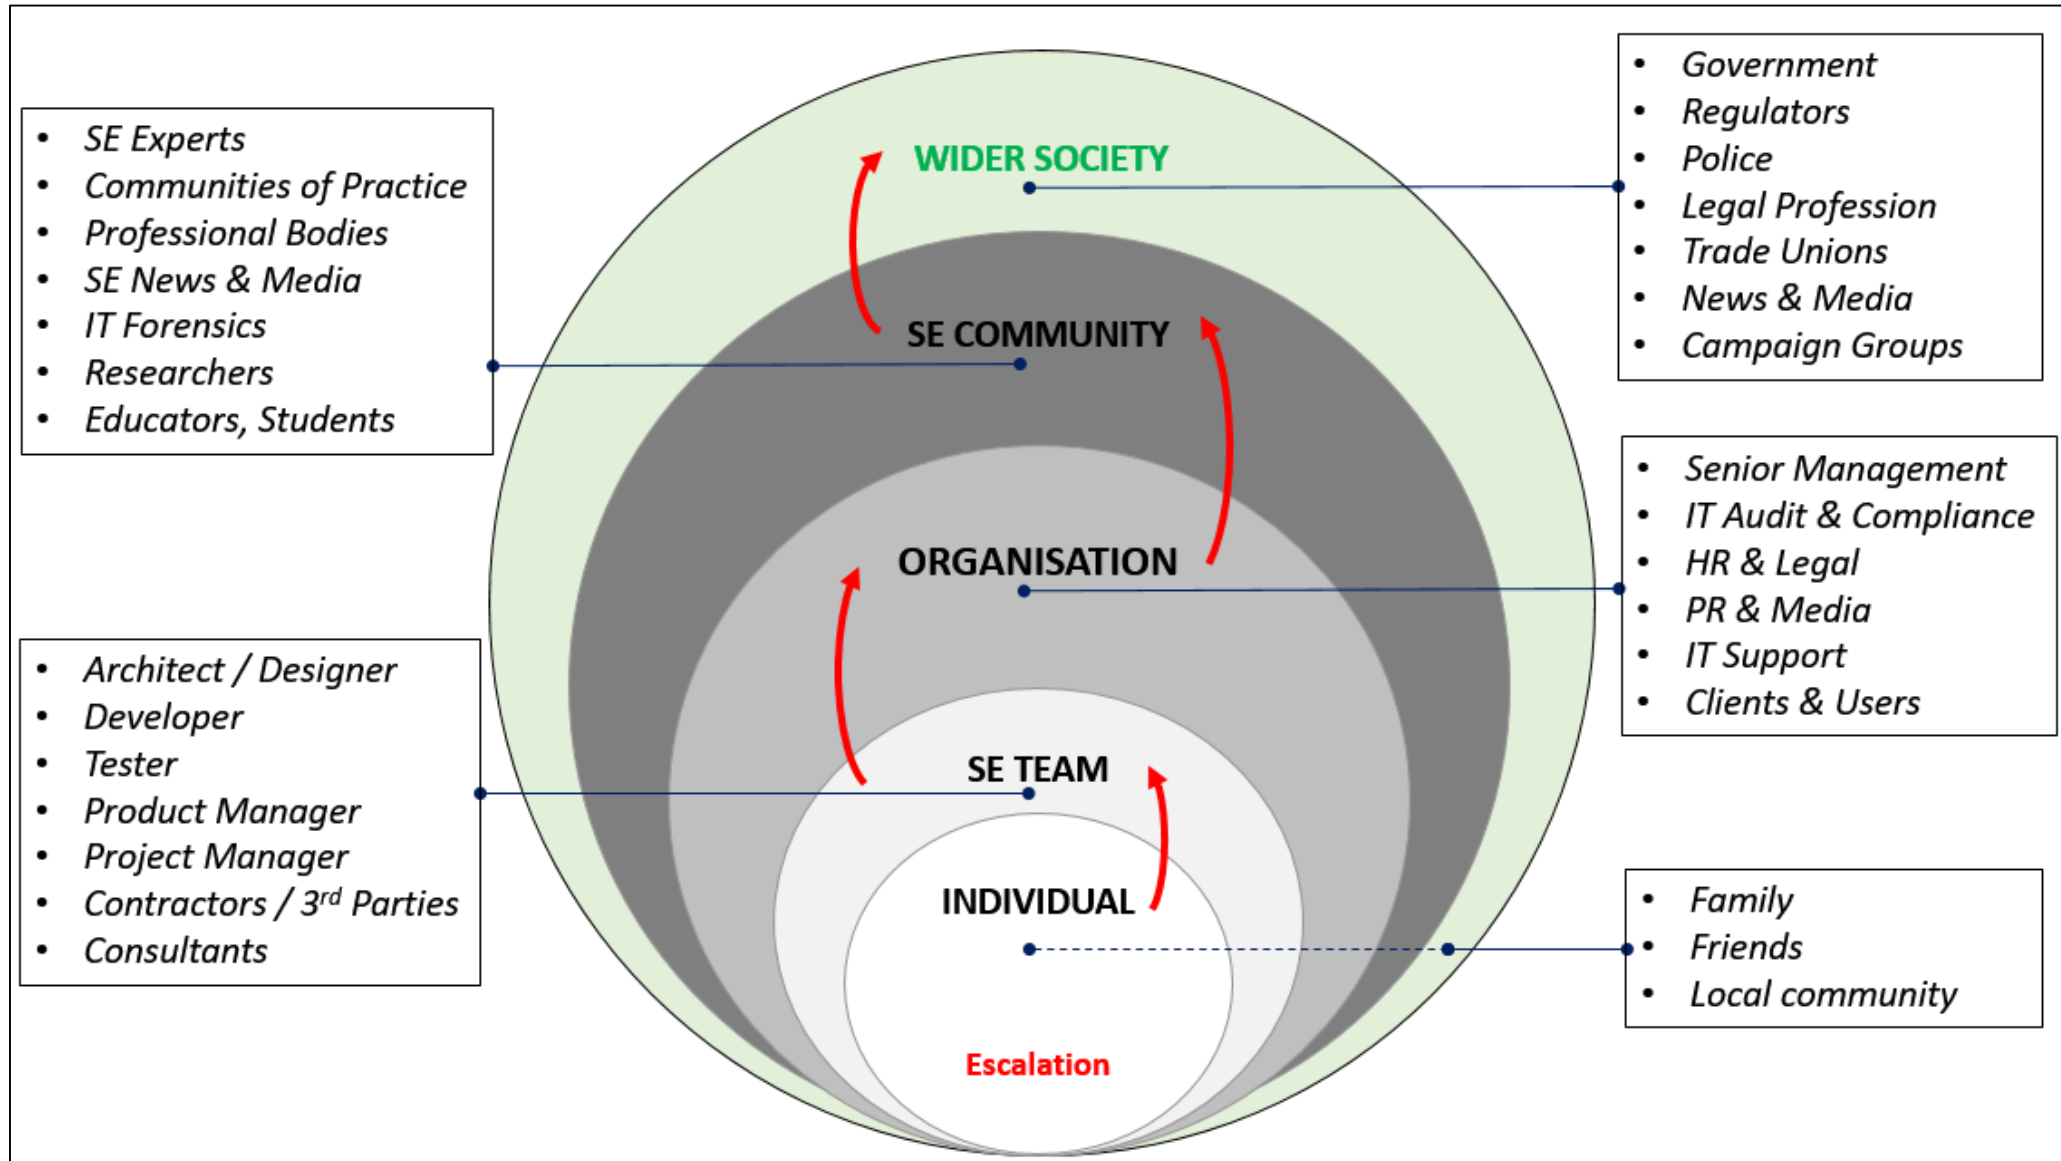 • SE Experts
• Communities of Practice
• Professional Bodies
• SE News & Media
• IT Forensics
• Researchers
• Educators, Students
• Architect / Designer
• Developer
• Tester
• Product Manager
• Project Manager
• Contractors / 3rd Parties
• Consultants
WIDER SOCIETY
SE COMMUNITY
ORGANISATION
SE TEAM
INDIVIDUAL
Escalation
• Government
• Regulators
• Police
• Legal Profession
• Trade Unions
• News & Media
• Campaign Groups
• Senior Management
• IT Audit & Compliance
• HR & Legal
• PR & Media
• IT Support
• Clients & Users
• Family
• Friends
• Local community